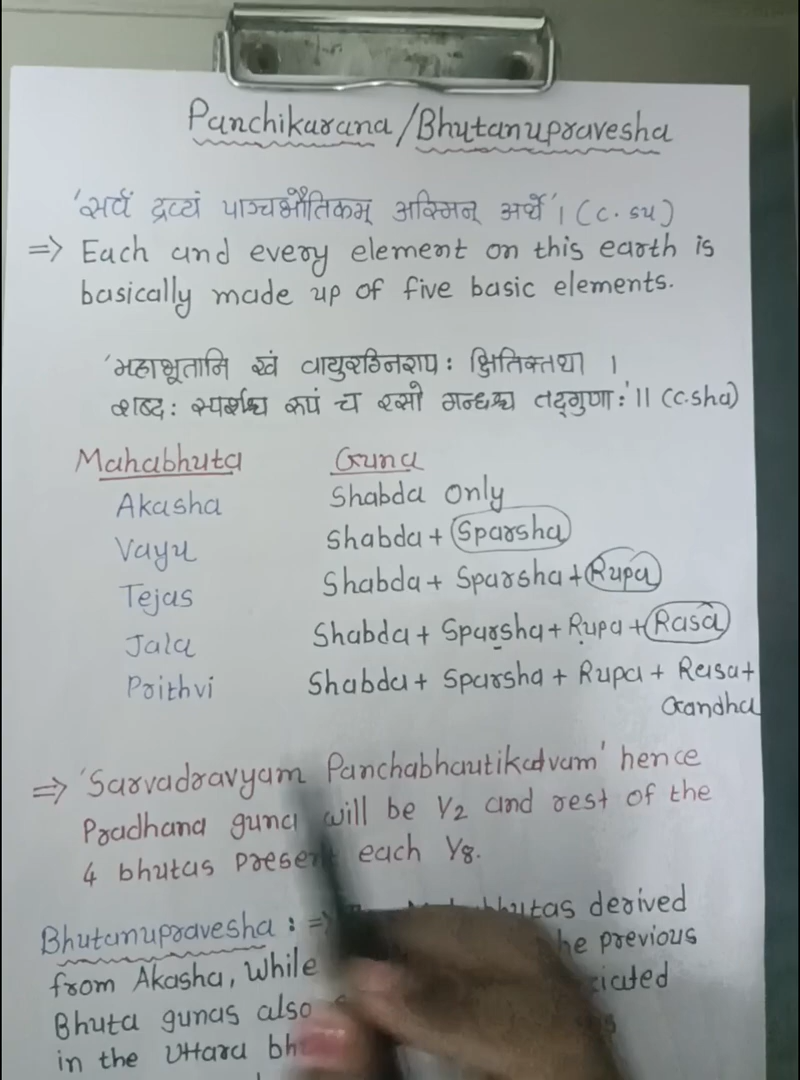 Panchikarana/Bhutanupravesha
'सर्वं द्रव्यं पाञ्चभौतिकम् अस्मिन् अर्थे'। (c.su)
=> Each and every element on this earth is
basically made up of five basic elements.
'महाभूतानि खं वायुरग्निरापः क्षितिस्तथा ।
शब्दः स्पर्शश्च रूपं च रसो गन्धश्च तद्गुणाः'॥ (c.sha)
Mahabhuta Guna
Akasha Shabda Only
Vayu Shabda + Sparsha
Tejas Shabda + Sparsha + Rupa
Jala Shabda + Sparsha + Rupa + Rasa
Prithvi Shabda + Sparsha + Rupa + Rasa +
Gandha
=> 'Sarvadravyam Panchabhautikatvam' hence
Pradhana guna will be 1/2 and rest of the
4 bhutas present each 1/8.
Bhutanupravesha : => derived
from Akasha, While previous
Bhuta gunas also
in the Uttara